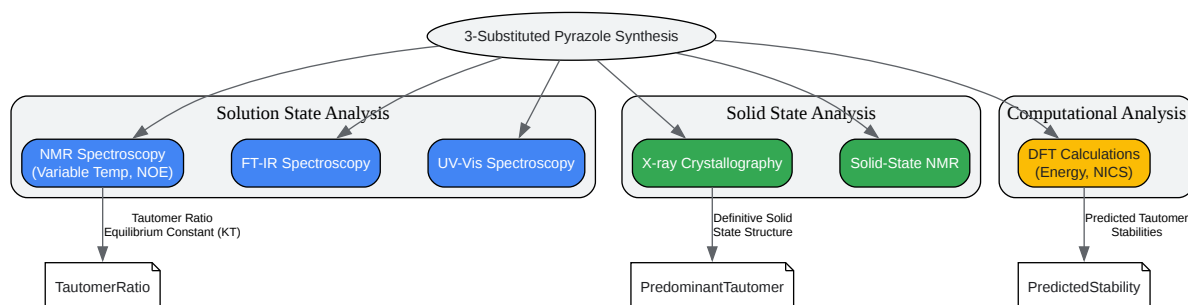 3-Substituted Pyrazole Synthesis
Solution State Analysis
Solid State Analysis
Computational Analysis
NMR Spectroscopy
(Variable Temp, NOE)
FT-IR Spectroscopy
UV-Vis Spectroscopy
X-ray Crystallography
Solid-State NMR
DFT Calculations
(Energy, NICS)
Tautomer Ratio
Equilibrium Constant (KT)
Definitive Solid
State Structure
Predicted Tautomer
Stabilities
TautomerRatio
PredominantTautomer
PredictedStability